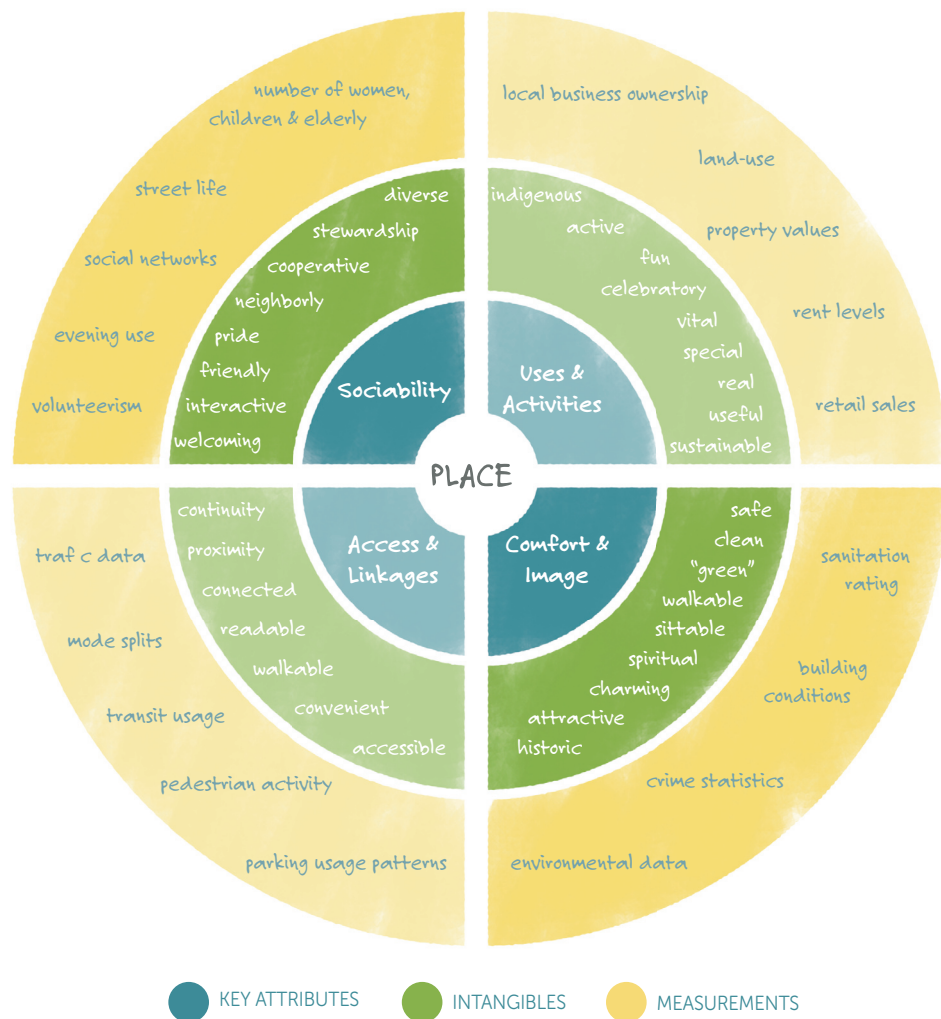 number of women,
children & elderly
street life
social networks
evening use
volunteerism
diverse
stewardship
cooperative
neighborly
pride
friendly
interactive
welcoming
Sociability
local business ownership
land-use
property values
rent levels
retail sales
indigenous
active
fun
celebratory
vital
special
real
useful
sustainable
Uses &
Activities
PLACE
Access &
Linkages
continuity
proximity
connected
readable
walkable
convenient
accessible
traf c data
mode splits
transit usage
pedestrian activity
parking usage patterns
Comfort &
Image
safe
clean
"green"
walkable
sittable
spiritual
charming
attractive
historic
sanitation
rating
building
conditions
crime statistics
environmental data
KEY ATTRIBUTES
INTANGIBLES
MEASUREMENTS